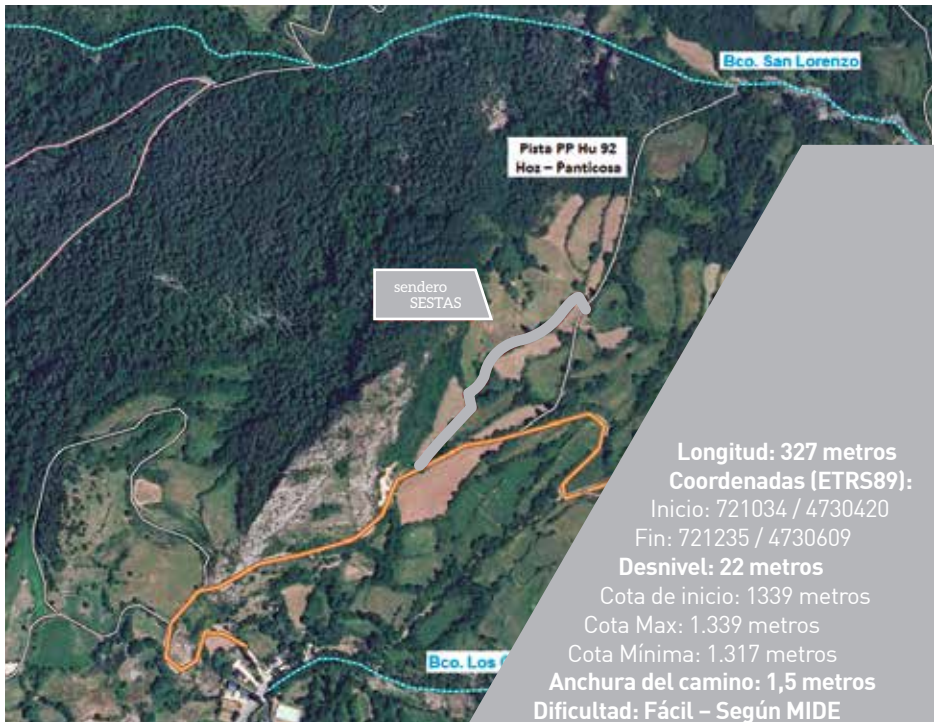 Bco. San Lorenzo
Pista PP Hu 92
Hoz – Panticosa
sendero
SESTAS
Longitud: 327 metros
Coordenadas (ETRS89):
Inicio: 721034 / 4730420
Fin: 721235 / 4730609
Desnivel: 22 metros
Cota de inicio: 1339 metros
Cota Max: 1.339 metros
Cota Mínima: 1.317 metros
Bco. Los
Anchura del camino: 1,5 metros
Dificultad: Fácil – Según MIDE